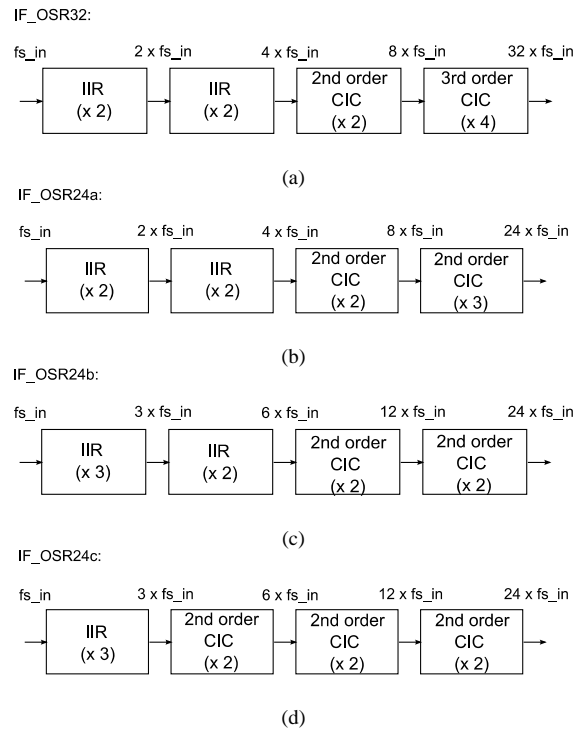 IF_OSR32:
fs_in 2 x fs_in 4 x fs_in 8 x fs_in 32 x fs_in
IIR
(x 2)
IIR
(x 2)
2nd order
CIC
(x 2)
3rd order
CIC
(x 4)
(a)
IF_OSR24a:
fs_in 2 x fs_in 4 x fs_in 8 x fs_in 24 x fs_in
IIR
(x 2)
IIR
(x 2)
2nd order
CIC
(x 2)
2nd order
CIC
(x 3)
(b)
IF_OSR24b:
fs_in 3 x fs_in 6 x fs_in 12 x fs_in 24 x fs_in
IIR
(x 3)
IIR
(x 2)
2nd order
CIC
(x 2)
2nd order
CIC
(x 2)
(c)
IF_OSR24c:
fs_in 3 x fs_in 6 x fs_in 12 x fs_in 24 x fs_in
IIR
(x 3)
2nd order
CIC
(x 2)
2nd order
CIC
(x 2)
2nd order
CIC
(x 2)
(d)